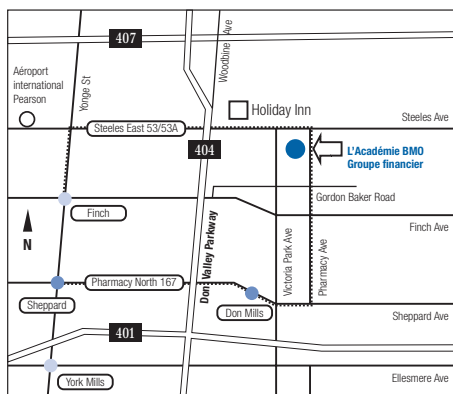 407
Woodbine Ave
Aéroport
international
Pearson
Yonge St
Holiday Inn
Steeles Ave
Steeles East 53/53A
404
L'Académie BMO
Groupe financier
Gordon Baker Road
Finch
Finch Ave
N
Don Valley Parkway
Victoria Park Ave
Pharmacy Ave
Pharmacy North 167
Sheppard
Don Mills
Sheppard Ave
401
York Mills
Ellesmere Ave